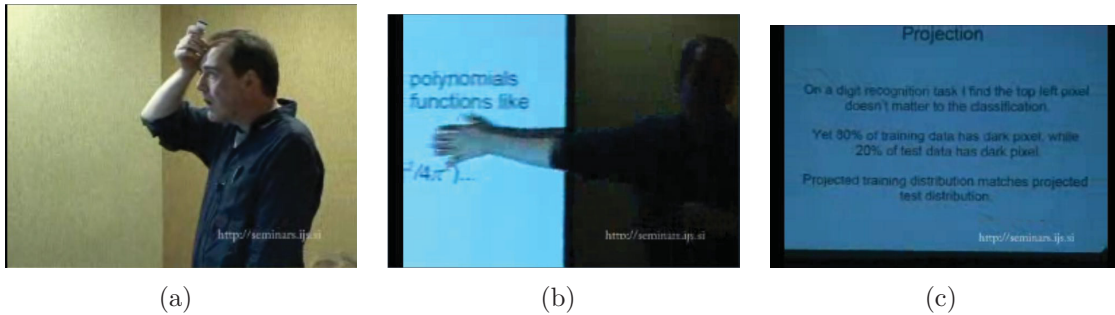 http://seminars.ijs.si
polynomials
functions like
²/4π²)...
http://seminars.ijs.si
Projection
On a digit recognition task I find the top left pixel
doesn't matter to the classification.
Yet 80% of training data has dark pixel, while
20% of test data has dark pixel.
Projected training distribution matches projected
test distribution.
http://seminars.ijs.si
(a)
(b)
(c)